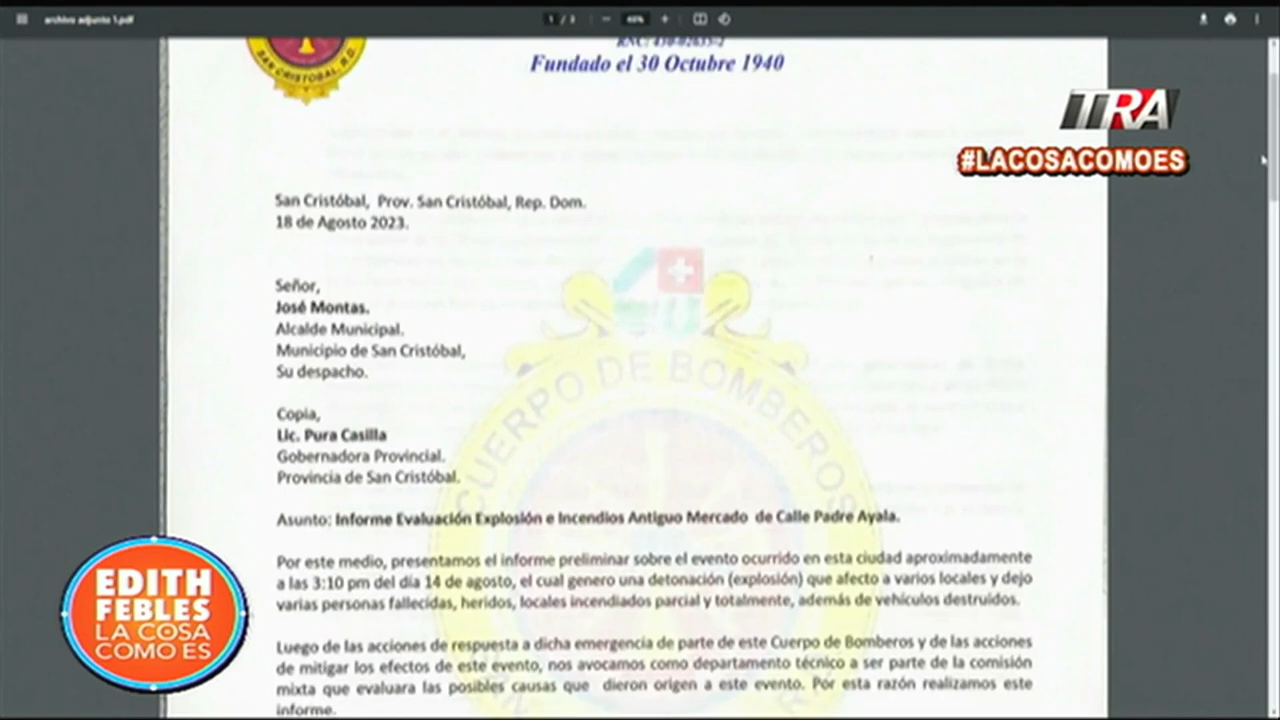 archivo adjunto 1.pdf
1 / 3
SAN CRISTOBAL, R.D.
Fundado el 30 Octubre 1940
TRA
#LACOSACOMOES
San Cristóbal, Prov. San Cristóbal, Rep. Dom.
18 de Agosto 2023.
Señor,
José Montas.
Alcalde Municipal.
Municipio de San Cristóbal,
Su despacho.
Copia,
Lic. Pura Casilla
Gobernadora Provincial.
Provincia de San Cristóbal.
CUERPO DE BOMBEROS
Asunto: Informe Evaluación Explosión e Incendios Antiguo Mercado de Calle Padre Ayala.
Por este medio, presentamos el informe preliminar sobre el evento ocurrido en esta ciudad aproximadamente
a las 3:10 pm del día 14 de agosto, el cual genero una detonación (explosión) que afecto a varios locales y dejo
varias personas fallecidas, heridos, locales incendiados parcial y totalmente, además de vehículos destruidos.
Luego de las acciones de respuesta a dicha emergencia de parte de este Cuerpo de Bomberos y de las acciones
de mitigar los efectos de este evento, nos avocamos como departamento técnico a ser parte de la comisión
mixta que evaluara las posibles causas que dieron origen a este evento. Por esta razón realizamos este
informe.
EDITH
FEBLES
LA COSA
COMO ES